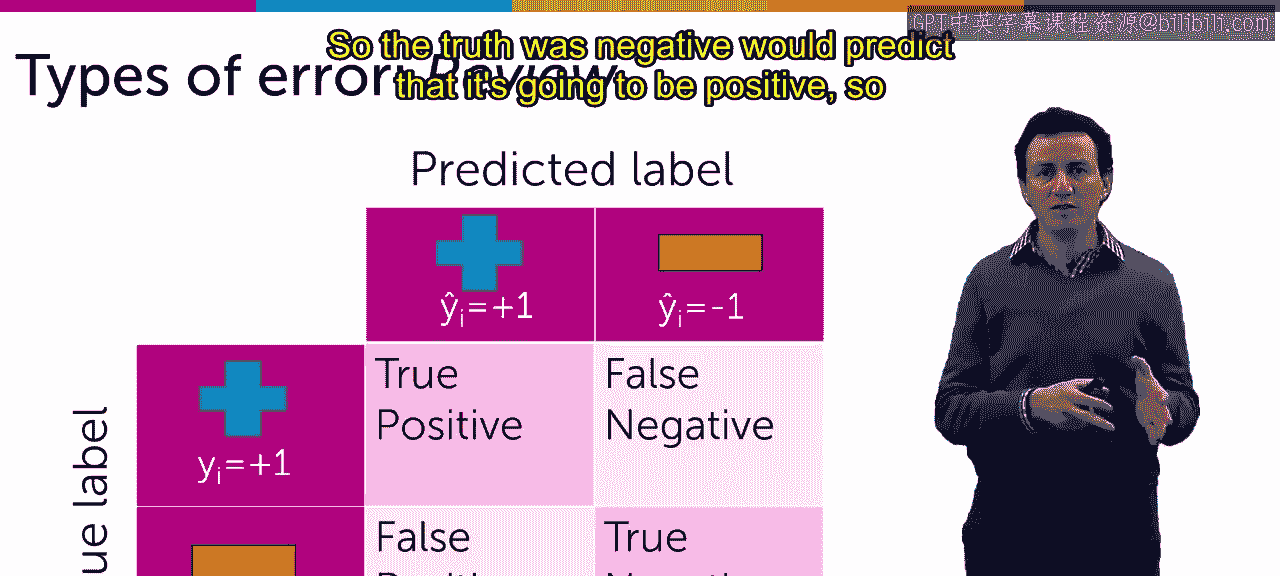 GPT中英字幕课程资源@bilibili.com
So the truth was negative would predict
that it's going to be positive, so
Types of error: Review
Predicted label
ŷi=+1
ŷi=-1
True
Positive
False
Negative
yi=+1
False
True